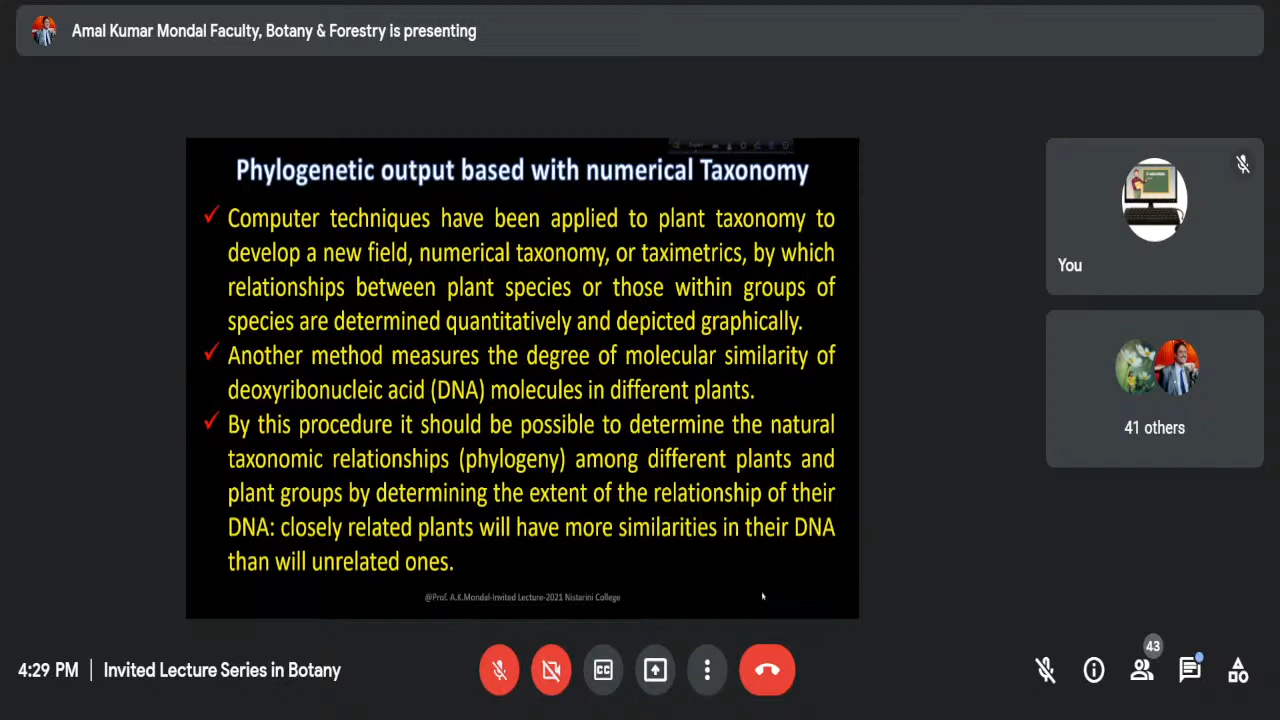 Amal Kumar Mondal Faculty, Botany & Forestry is presenting
Phylogenetic output based with numerical Taxonomy
✓ Computer techniques have been applied to plant taxonomy to
develop a new field, numerical taxonomy, or taximetrics, by which
relationships between plant species or those within groups of
species are determined quantitatively and depicted graphically.
✓ Another method measures the degree of molecular similarity of
deoxyribonucleic acid (DNA) molecules in different plants.
✓ By this procedure it should be possible to determine the natural
taxonomic relationships (phylogeny) among different plants and
plant groups by determining the extent of the relationship of their
DNA: closely related plants will have more similarities in their DNA
than will unrelated ones.
@Prof. A.K.Mondal-Invited Lecture-2021 Nistarini College
You
41 others
4:29 PM | Invited Lecture Series in Botany
CC
43